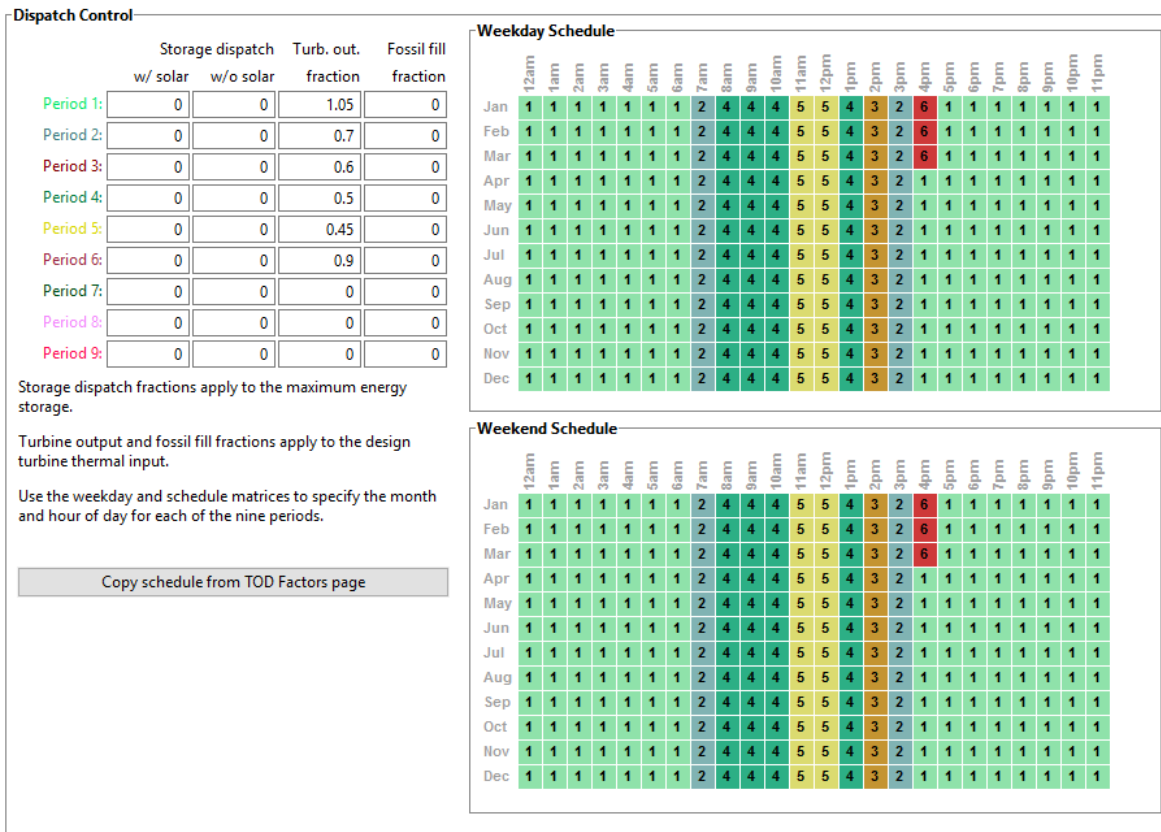 Dispatch Control
Storage dispatch Turb. out. Fossil fill
w/ solar w/o solar fraction fraction
Period 1: 0 0 1.05 0
Period 2: 0 0 0.7 0
Period 3: 0 0 0.6 0
Period 4: 0 0 0.5 0
Period 5: 0 0 0.45 0
Period 6: 0 0 0.9 0
Period 7: 0 0 0 0
Period 8: 0 0 0 0
Period 9: 0 0 0 0
Storage dispatch fractions apply to the maximum energy
storage.
Turbine output and fossil fill fractions apply to the design
turbine thermal input.
Use the weekday and schedule matrices to specify the month
and hour of day for each of the nine periods.
Copy schedule from TOD Factors page
Weekday Schedule
12am 1am 2am 3am 4am 5am 6am 7am 8am 9am 10am 11am 12pm 1pm 2pm 3pm 4pm 5pm 6pm 7pm 8pm 9pm 10pm 11pm
Jan 1 1 1 1 1 1 1 2 4 4 4 5 5 4 3 2 6 1 1 1 1 1 1 1
Feb 1 1 1 1 1 1 1 2 4 4 4 5 5 4 3 2 6 1 1 1 1 1 1 1
Mar 1 1 1 1 1 1 1 2 4 4 4 5 5 4 3 2 6 1 1 1 1 1 1 1
Apr 1 1 1 1 1 1 1 2 4 4 4 5 5 4 3 2 1 1 1 1 1 1 1 1
May 1 1 1 1 1 1 1 2 4 4 4 5 5 4 3 2 1 1 1 1 1 1 1 1
Jun 1 1 1 1 1 1 1 2 4 4 4 5 5 4 3 2 1 1 1 1 1 1 1 1
Jul 1 1 1 1 1 1 1 2 4 4 4 5 5 4 3 2 1 1 1 1 1 1 1 1
Aug 1 1 1 1 1 1 1 2 4 4 4 5 5 4 3 2 1 1 1 1 1 1 1 1
Sep 1 1 1 1 1 1 1 2 4 4 4 5 5 4 3 2 1 1 1 1 1 1 1 1
Oct 1 1 1 1 1 1 1 2 4 4 4 5 5 4 3 2 1 1 1 1 1 1 1 1
Nov 1 1 1 1 1 1 1 2 4 4 4 5 5 4 3 2 1 1 1 1 1 1 1 1
Dec 1 1 1 1 1 1 1 2 4 4 4 5 5 4 3 2 1 1 1 1 1 1 1 1
Weekend Schedule
12am 1am 2am 3am 4am 5am 6am 7am 8am 9am 10am 11am 12pm 1pm 2pm 3pm 4pm 5pm 6pm 7pm 8pm 9pm 10pm 11pm
Jan 1 1 1 1 1 1 1 2 4 4 4 5 5 4 3 2 6 1 1 1 1 1 1 1
Feb 1 1 1 1 1 1 1 2 4 4 4 5 5 4 3 2 6 1 1 1 1 1 1 1
Mar 1 1 1 1 1 1 1 2 4 4 4 5 5 4 3 2 6 1 1 1 1 1 1 1
Apr 1 1 1 1 1 1 1 2 4 4 4 5 5 4 3 2 1 1 1 1 1 1 1 1
May 1 1 1 1 1 1 1 2 4 4 4 5 5 4 3 2 1 1 1 1 1 1 1 1
Jun 1 1 1 1 1 1 1 2 4 4 4 5 5 4 3 2 1 1 1 1 1 1 1 1
Jul 1 1 1 1 1 1 1 2 4 4 4 5 5 4 3 2 1 1 1 1 1 1 1 1
Aug 1 1 1 1 1 1 1 2 4 4 4 5 5 4 3 2 1 1 1 1 1 1 1 1
Sep 1 1 1 1 1 1 1 2 4 4 4 5 5 4 3 2 1 1 1 1 1 1 1 1
Oct 1 1 1 1 1 1 1 2 4 4 4 5 5 4 3 2 1 1 1 1 1 1 1 1
Nov 1 1 1 1 1 1 1 2 4 4 4 5 5 4 3 2 1 1 1 1 1 1 1 1
Dec 1 1 1 1 1 1 1 2 4 4 4 5 5 4 3 2 1 1 1 1 1 1 1 1